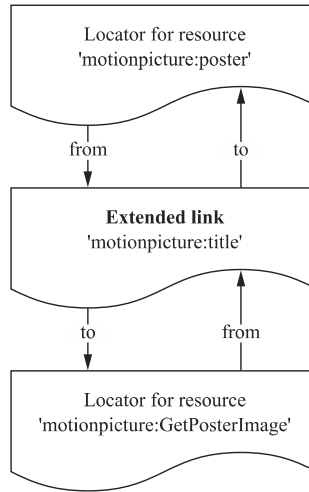 Locator for resource
'motionpicture:poster'
from
to
Extended link
'motionpicture:title'
to
from
Locator for resource
'motionpicture:GetPosterImage'